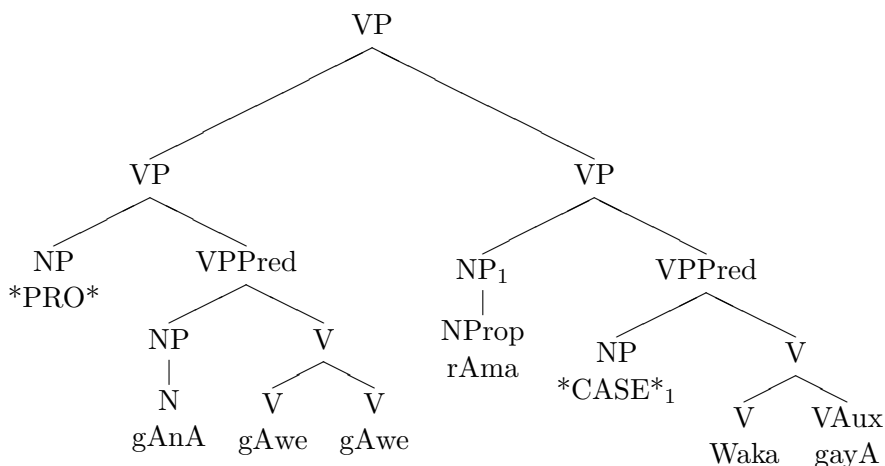 VP
VP VP
NP VPPred NP₁ VPPred
*PRO*
NP V NProp NP V
rAma *CASE*₁
N V V V VAux
gAnA gAwe gAwe Waka gayA